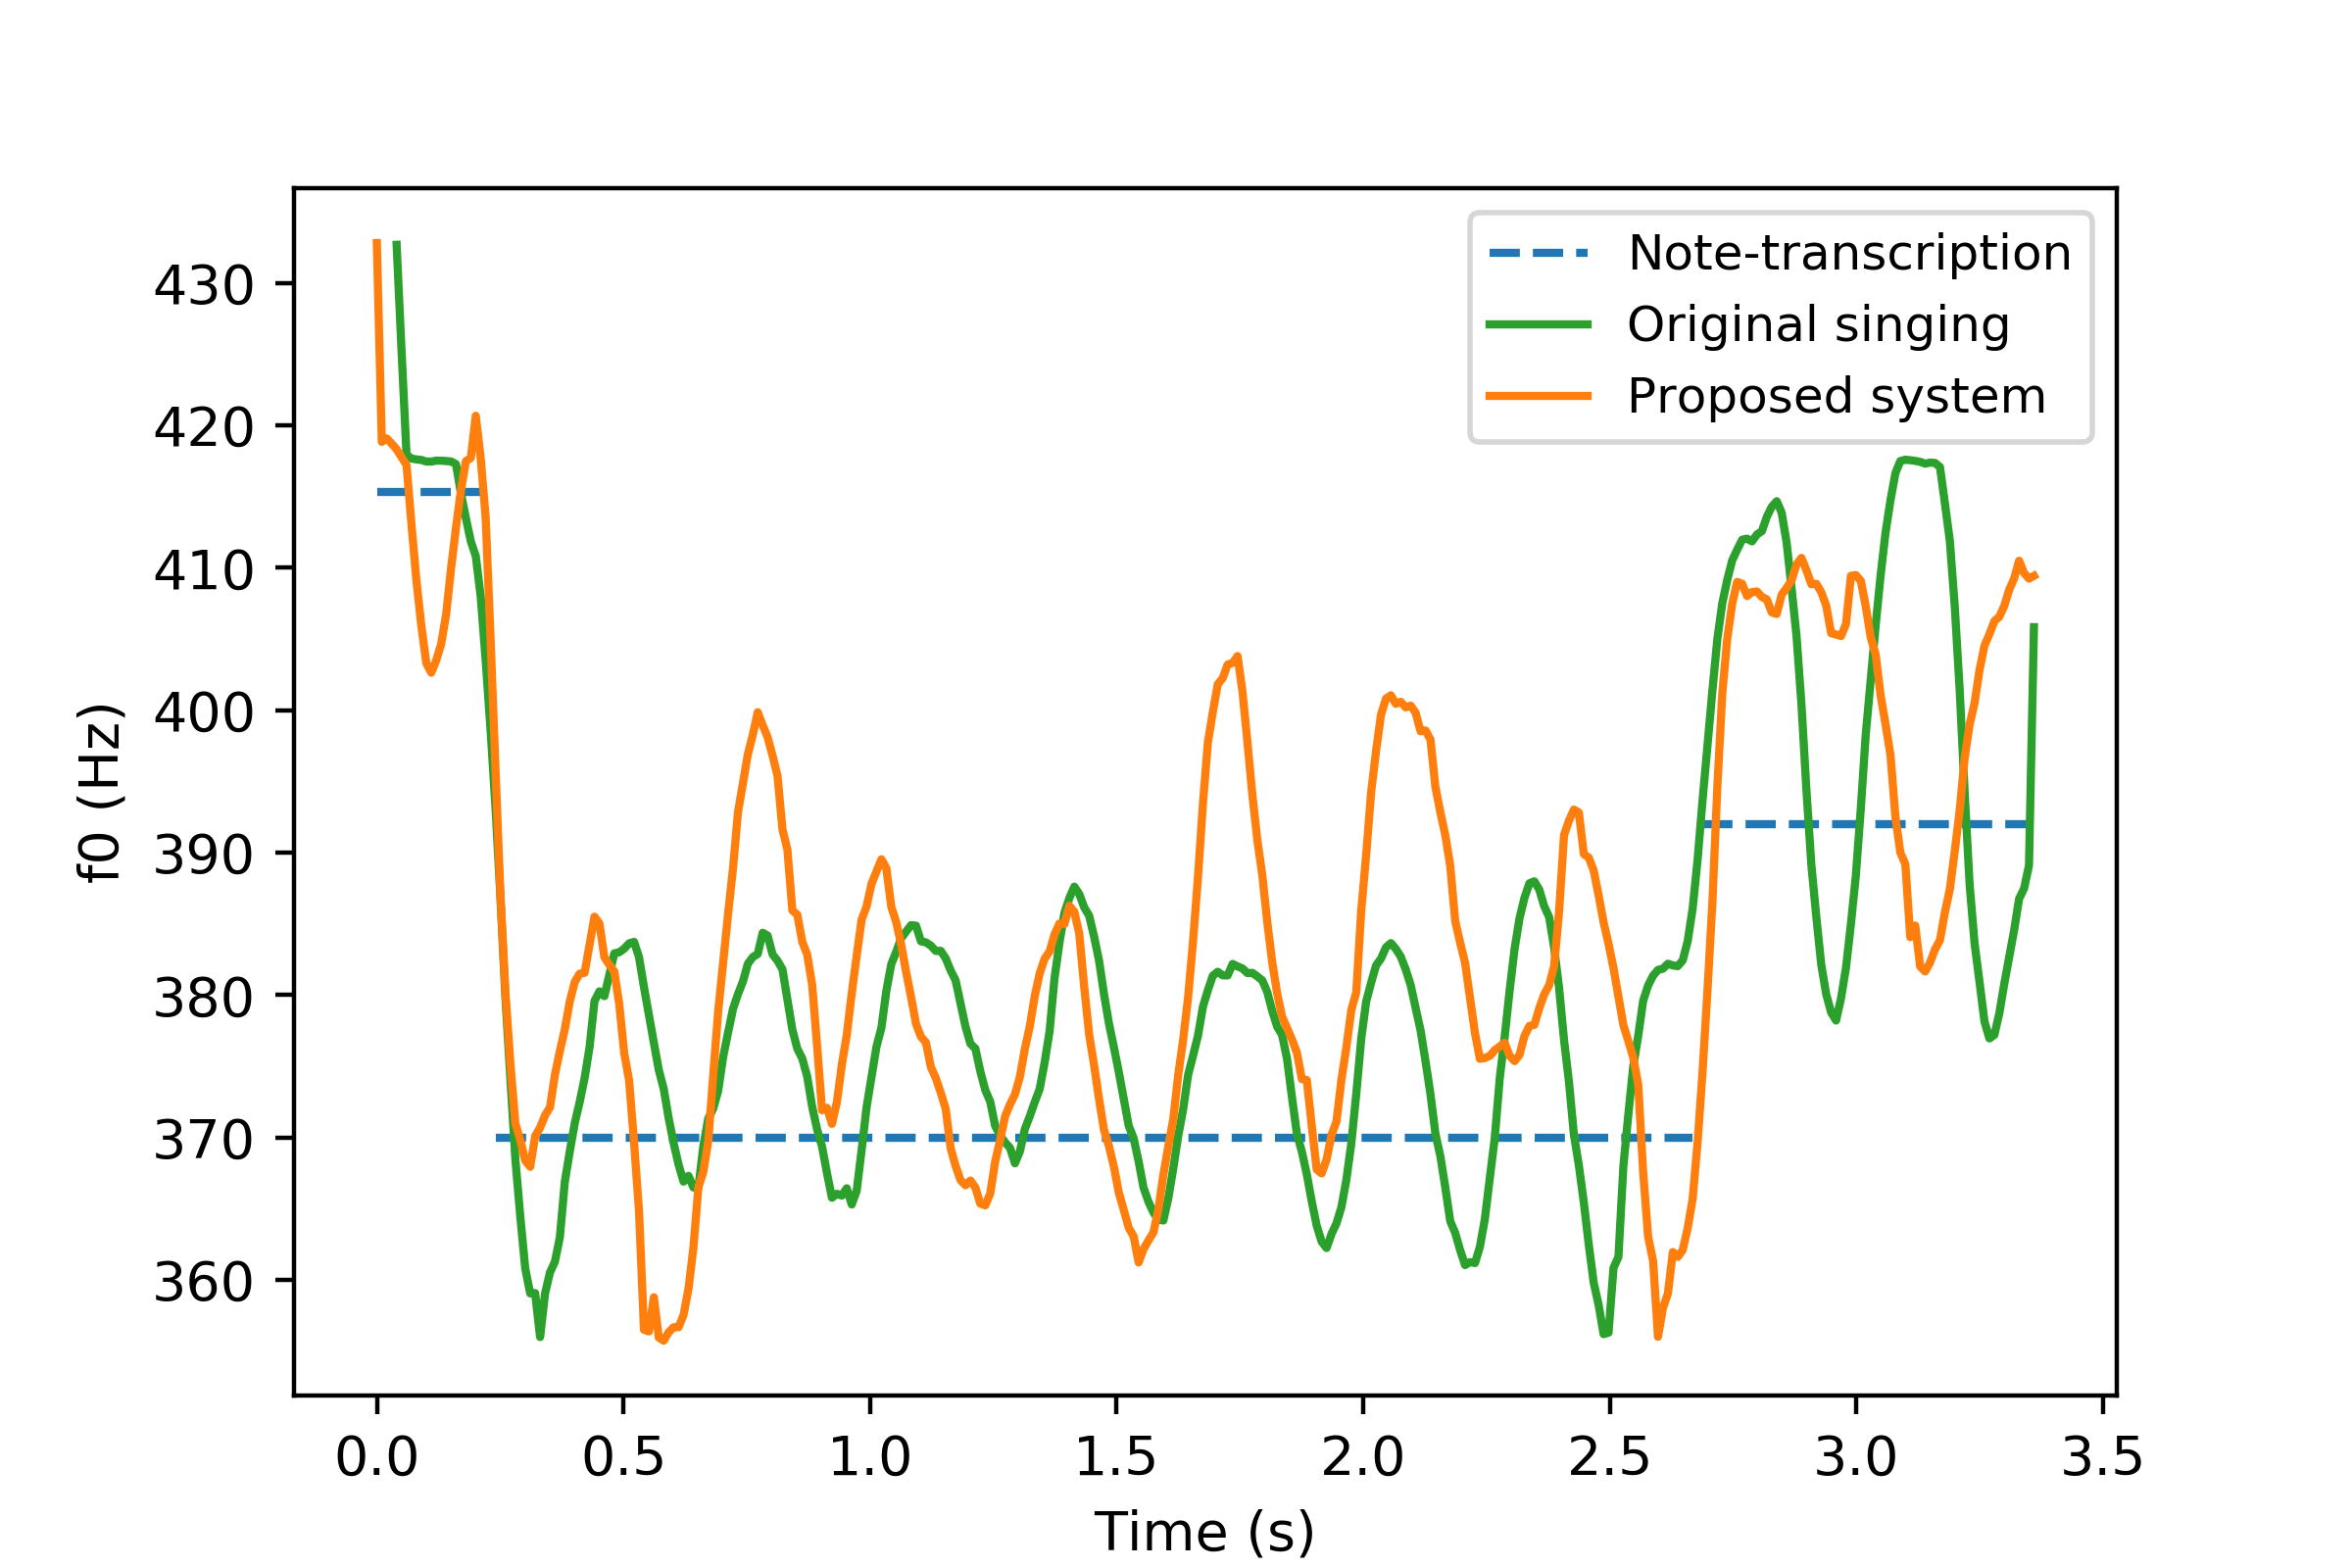 Note-transcription
Original singing
Proposed system
f0 (Hz)
430
420
410
400
390
380
370
360
0.0 0.5 1.0 1.5 2.0 2.5 3.0 3.5
Time (s)